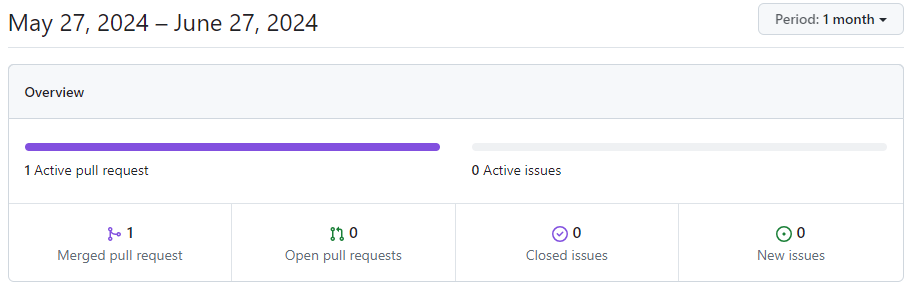 May 27, 2024 – June 27, 2024
Period: 1 month
Overview
1 Active pull request
0 Active issues
1
Merged pull request
0
Open pull requests
0
Closed issues
0
New issues